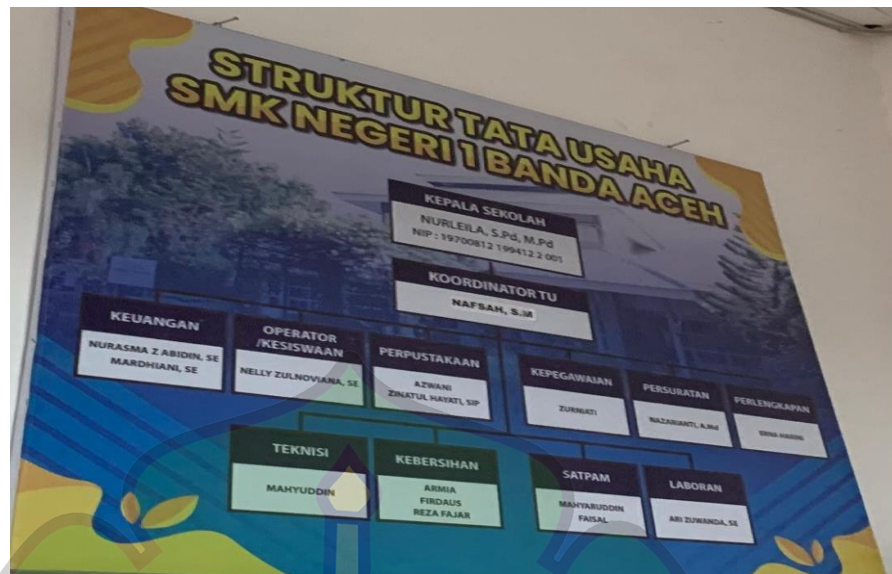 STRUKTUR TATA USAHA
SMK NEGERI 1 BANDA ACEH
KEPALA SEKOLAH
NURLEILA, S.Pd, M.Pd
NIP : 19700812 199412 2 001
KOORDINATOR TU
NAFSAH, S.M
KEUANGAN
NURASMA Z ABIDIN, SE
MARDHIANI, SE
OPERATOR
/KESISWAAN
NELLY ZULNOVIANA, SE
PERPUSTAKAAN
AZWANI
ZINATUL HAYATI, SIP
KEPEGAWAIAN
ZURNIATI
PERSURATAN
NAZARIANTI, A.Md
PERLENGKAPAN
TEKNISI
MAHYUDDIN
KEBERSIHAN
ARMIA
FIRDAUS
REZA FAJAR
SATPAM
MAHYARUDDIN
FAISAL
LABORAN
ARI ZUWANDA, SE